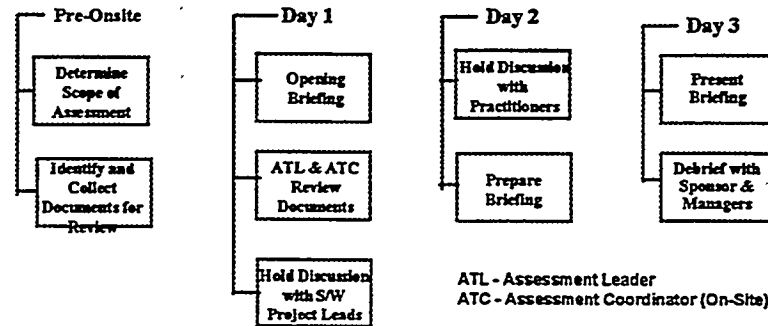 Pre-Onsite
Determine
Scope of
Assessment
Identify and
Collect
Documents for
Review
Day 1
Opening
Briefing
ATL & ATC
Review
Documents
Hold Discussion
with S/W
Project Leads
Day 2
Hold Discussion
with
Practitioners
Prepare
Briefing
Day 3
Present
Briefing
Debrief with
Sponsor &
Managers
ATL - Assessment Leader
ATC - Assessment Coordinator (On-Site)